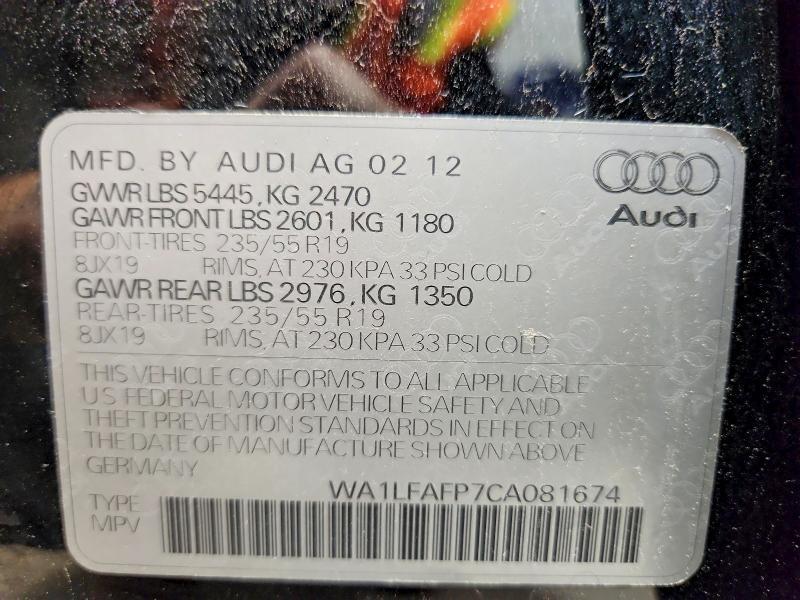 MFD. BY AUDI AG 02 12
GVWR LBS 5445, KG 2470
GAWR FRONT LBS 2601, KG 1180
FRONT-TIRES 235/55 R19
8JX19 RIMS, AT 230 KPA 33 PSI COLD
GAWR REAR LBS 2976, KG 1350
REAR-TIRES 235/55 R19
8JX19 RIMS, AT 230 KPA 33 PSI COLD
Audi
THIS VEHICLE CONFORMS TO ALL APPLICABLE
U.S. FEDERAL MOTOR VEHICLE SAFETY AND
THEFT PREVENTION STANDARDS IN EFFECT ON
THE DATE OF MANUFACTURE SHOWN ABOVE
GERMANY
WA1LFAFP7CA081674
TYPE
MPV